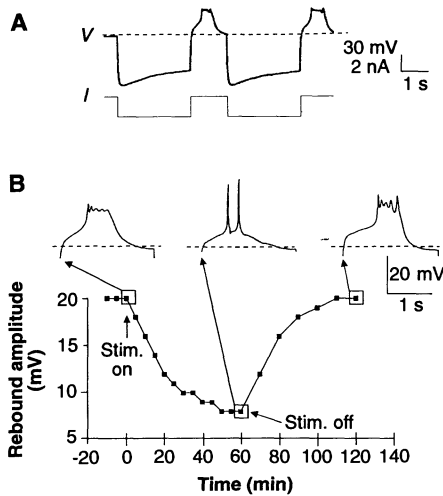 A
V
30 mV
2 nA
1 s
I
B
20 mV
1 s
Rebound amplitude
(mV)
20
15
10
5
Stim.
on
Stim. off
-20 0 20 40 60 80 100 120 140
Time (min)